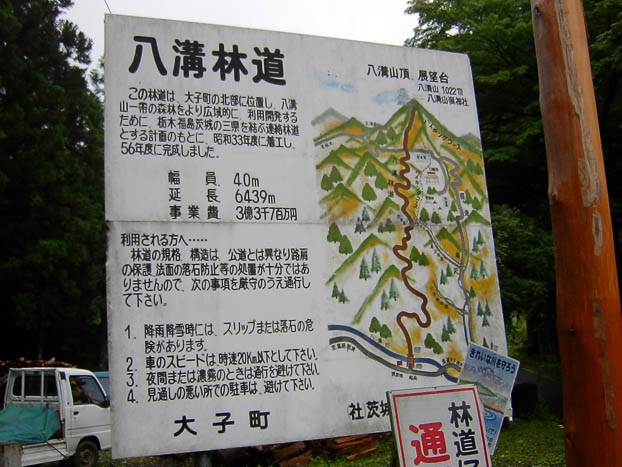 八溝林道
この林道は、大子町の北部に位置し、八溝
山一帯の森林をより広域的に、利用開発する
ために、栃木・福島茨城の三県を結ぶ連絡林道
とする計画のもとに、昭和33年度に着工し、
56年度に完成しました。
幅員 4.0m
延長 6439m
事業費 3億3千7百万円
利用される方へ……
林道の規格、構造は、公道とは異なり路肩
の保護、法面の落石防止等の処置が十分ではあ
りませんので、次の事項を厳守のうえ通行し
て下さい。
1. 降雨降雪時には、スリップまたは落石の危
険があります。
2. 車のスピードは時速20Km以下として下さい。
3. 夜間または濃霧のときは通行を避けて下さい。
4. 見通しの悪い所での駐車は、避けて下さい。
大子町
社 茨城
八溝山頂、展望台
八溝山 1022m
八溝山嶺神社
きれいな川を守ろう
林道
通